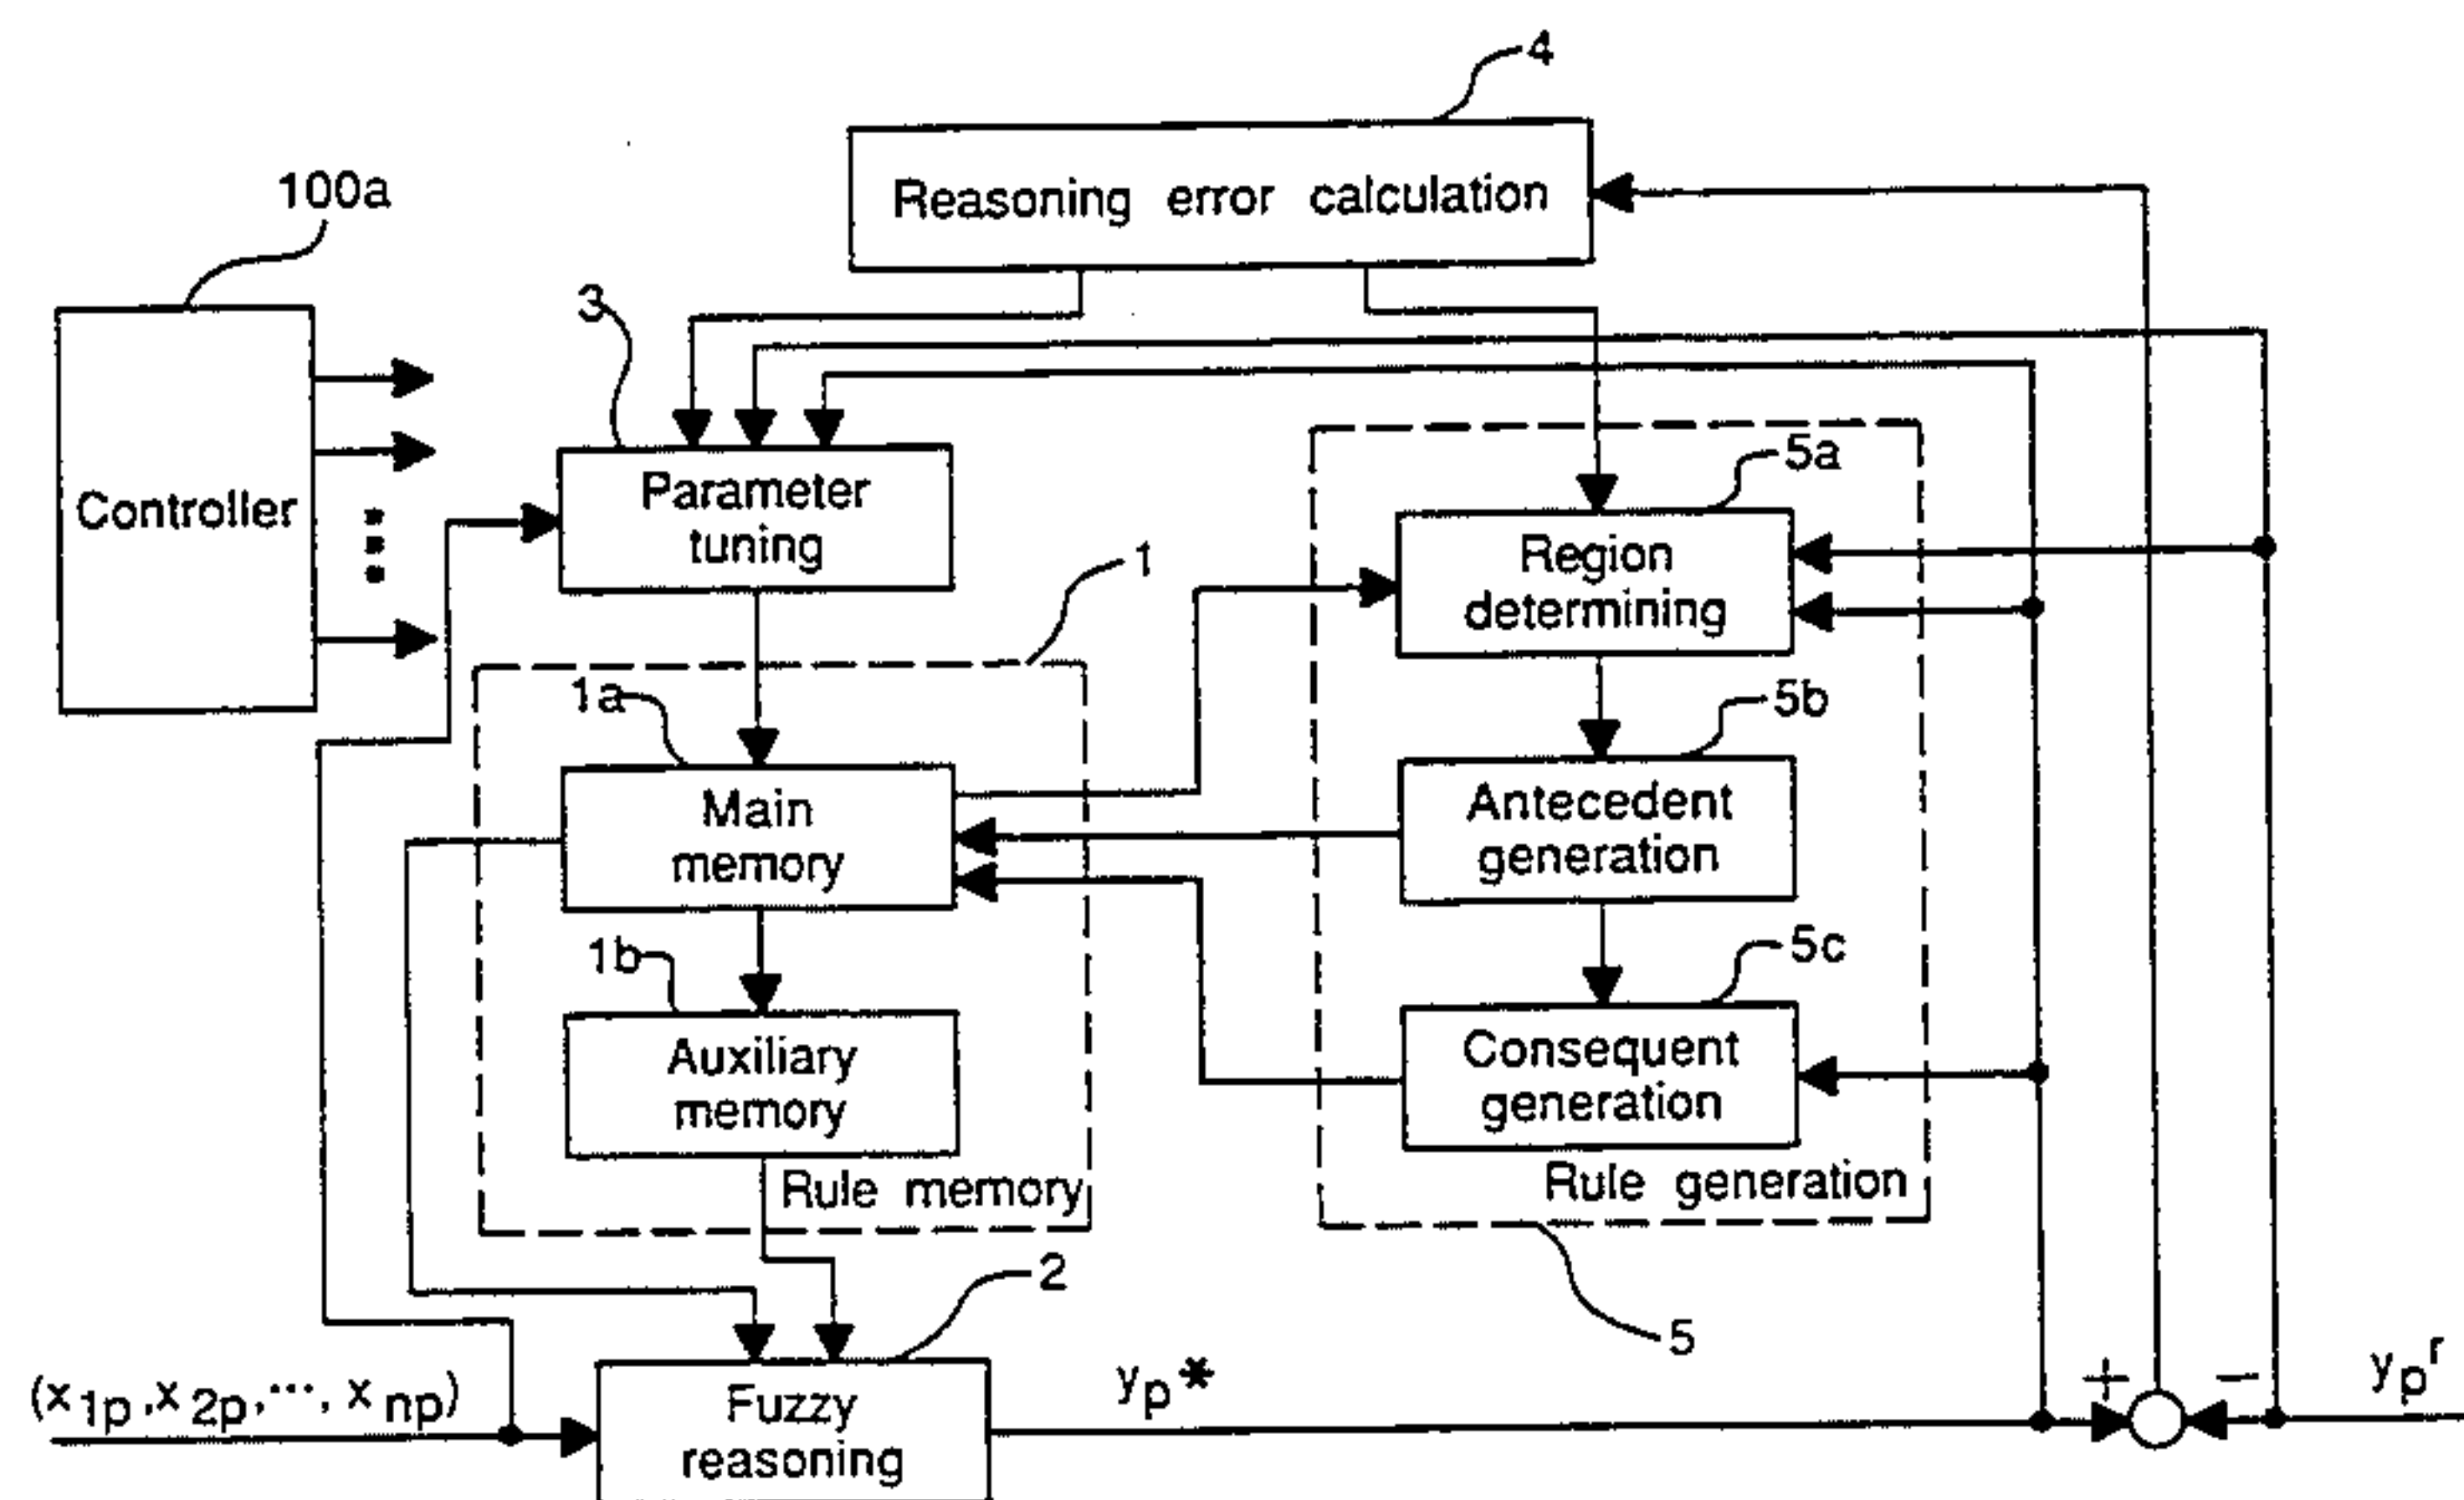 4
100a
Reasoning error calculation
3
5a
Controller
Parameter
tuning
1
Region
determining
1a
5b
Main
memory
Antecedent
generation
1b
5c
Auxiliary
memory
Consequent
generation
Rule memory
Rule generation
2
5
(x1p,x2p,···, xnp)
Fuzzy
reasoning
yp*
+
−
ypr